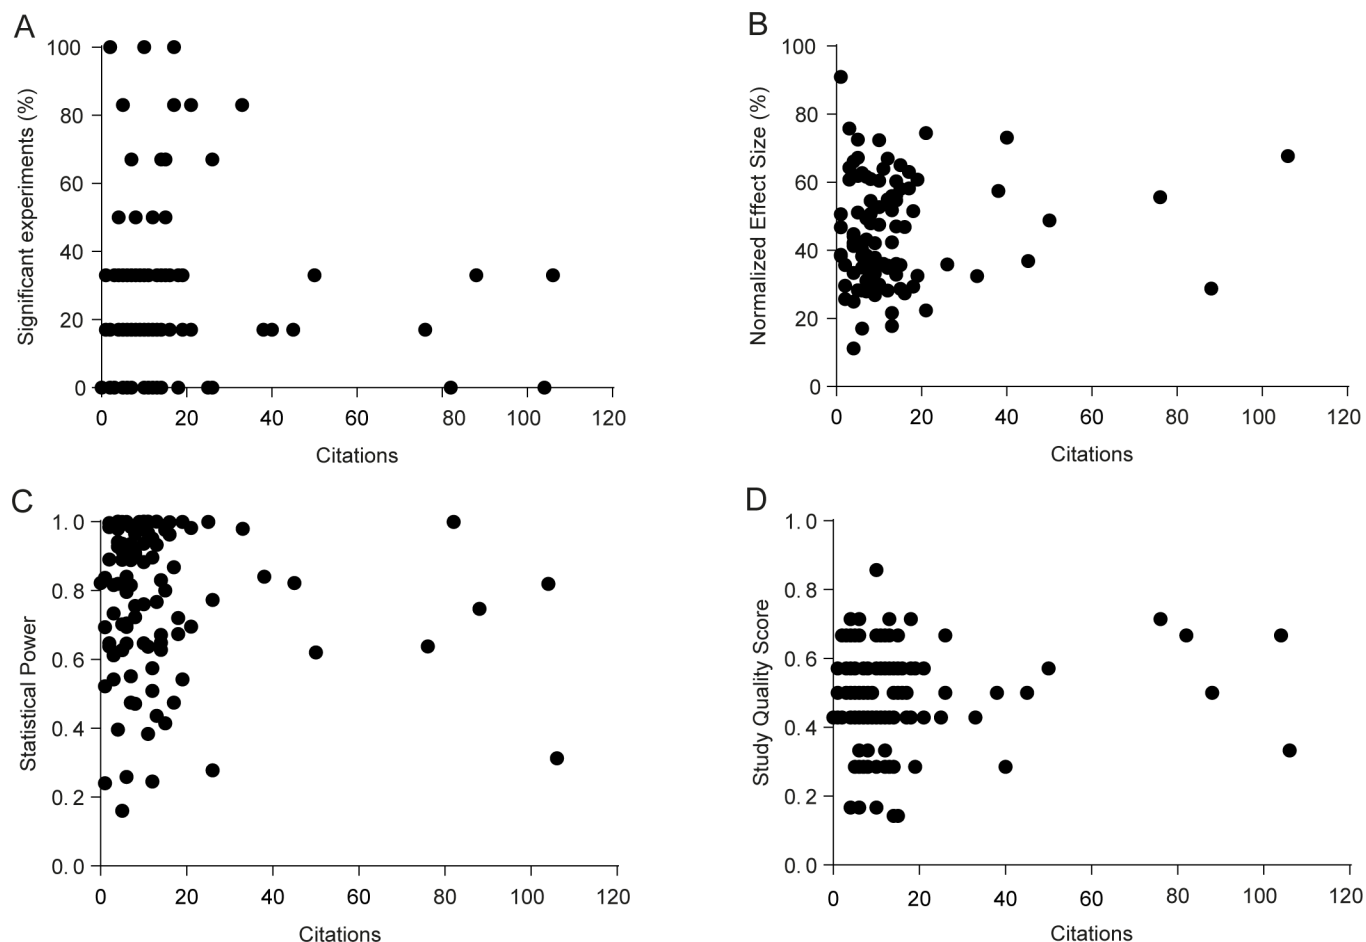 A
Significant experiments (%)
100
80
60
40
20
0
0 20 40 60 80 100 120
Citations
B
Normalized Effect Size (%)
100
80
60
40
20
0
0 20 40 60 80 100 120
Citations
C
Statistical Power
1.0
0.8
0.6
0.4
0.2
0.0
0 20 40 60 80 100 120
Citations
D
Study Quality Score
1.0
0.8
0.6
0.4
0.2
0.0
0 20 40 60 80 100 120
Citations